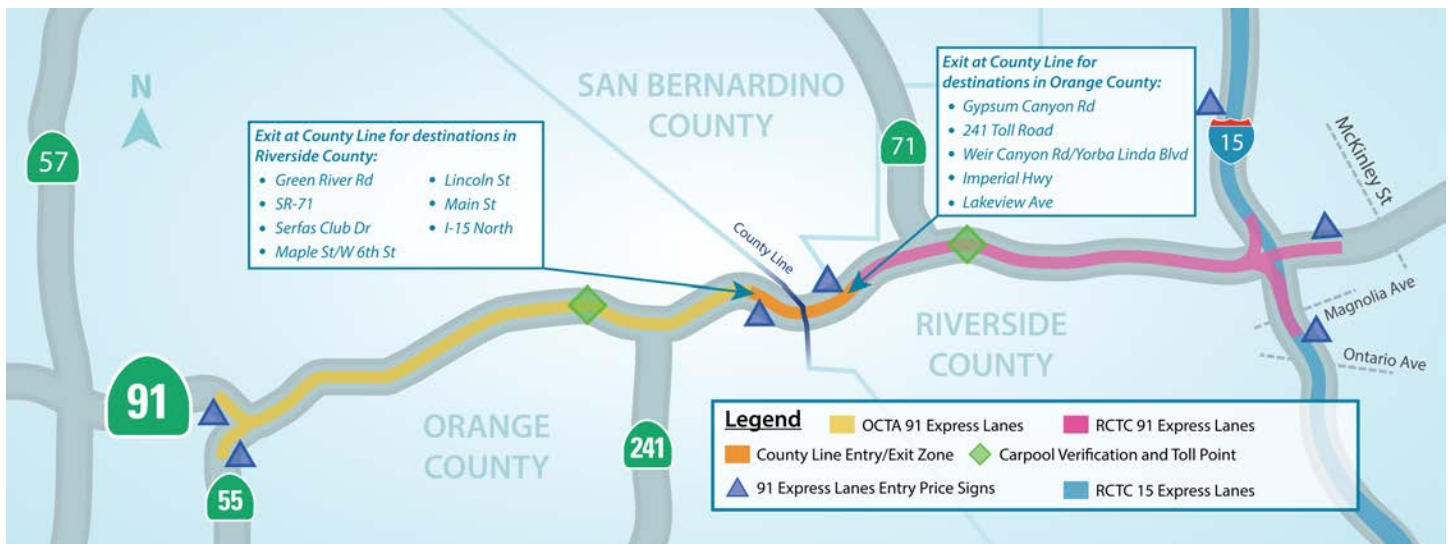 SAN BERNARDINO
COUNTY
Exit at County Line for
destinations in Orange County:
• Gypsum Canyon Rd
• 241 Toll Road
• Weir Canyon Rd/Yorba Linda Blvd
• Imperial Hwy
• Lakeview Ave
N
57
Exit at County Line for destinations in
Riverside County:
• Green River Rd
• SR-71
• Serfas Club Dr
• Maple St/W 6th St
• Lincoln St
• Main St
• I-15 North
71
15
McKinley St
County Line
Magnolia Ave
Ontario Ave
RIVERSIDE
COUNTY
91
ORANGE
COUNTY
241
55
Legend
OCTA 91 Express Lanes
RCTC 91 Express Lanes
County Line Entry/Exit Zone
Carpool Verification and Toll Point
91 Express Lanes Entry Price Signs
RCTC 15 Express Lanes